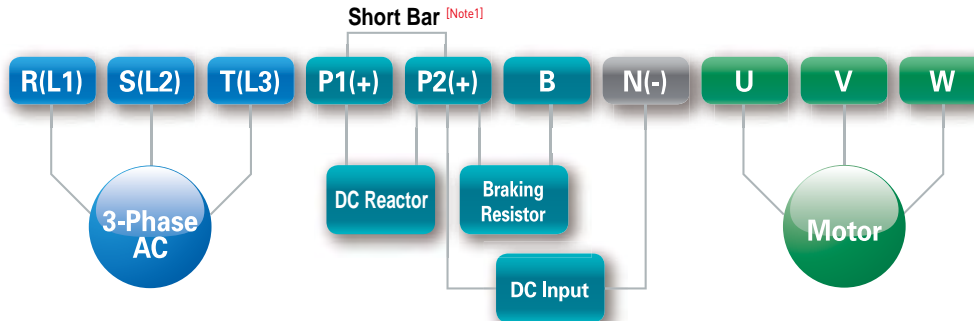 Short Bar [Note1]
R(L1) S(L2) T(L3) P1(+) P2(+) B N(-) U V W
DC Reactor
Braking
Resistor
3-Phase
AC
Motor
DC Input